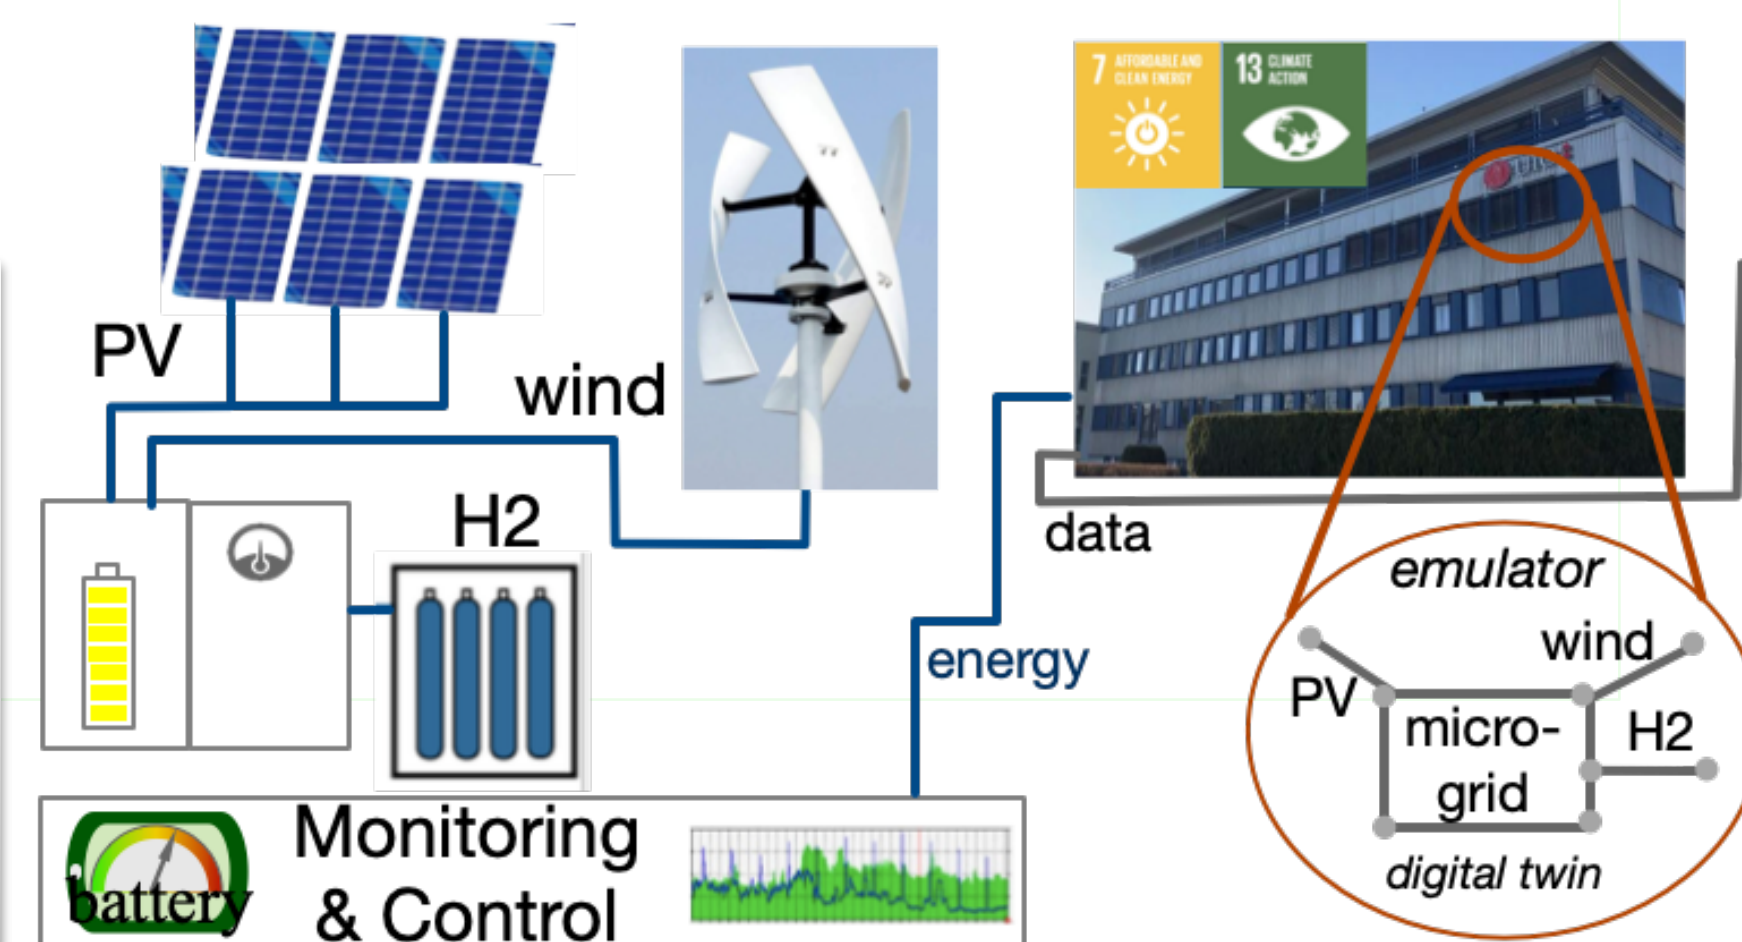 7 AFFORDABLE AND
CLEAN ENERGY
13 CLIMATE
ACTION
PV
wind
H2
data
emulator
energy
wind
PV
micro-
H2
grid
digital twin
Monitoring
& Control
battery